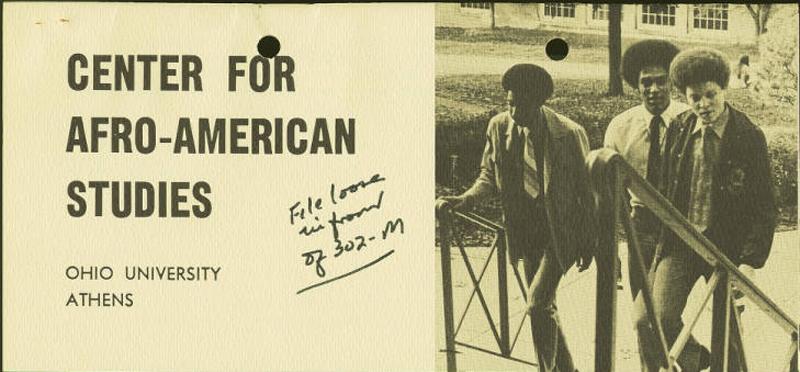 CENTER FOR
AFRO-AMERICAN
STUDIES
File loose
in front
of 302-M
OHIO UNIVERSITY
ATHENS